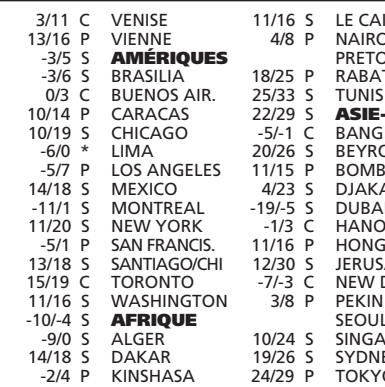 3/11 C VENISE 11/16 S LE CAI
13/16 P VIENNE 4/8 P NAIRO
-3/5 S AMÉRIQUES PRETO
-3/6 S BRASILIA 18/25 P RABAT
0/3 C BUENOS AIR. 25/33 S TUNIS
10/14 P CARACAS 22/29 S ASIE-
10/19 S CHICAGO -5/-1 C BANG
-6/0 * LIMA 20/26 S BEYRO
-5/7 P LOS ANGELES 11/15 P BOMB
14/18 S MEXICO 4/23 S DJAKA
-11/1 S MONTREAL -19/-5 S DUBA
11/20 S NEW YORK -1/3 C HANO
-5/1 P SAN FRANCIS. 11/16 P HONG
13/18 S SANTIAGO/CHI 12/30 S JERUS
15/19 C TORONTO -7/-3 C NEW D
11/16 S WASHINGTON 3/8 P PEKIN
-10/-4 S AFRIQUE SEOUL
-9/0 S ALGER 10/24 S SINGA
14/18 S DAKAR 19/26 S SYDNE
-2/4 P KINSHASA 24/29 P TOKYO